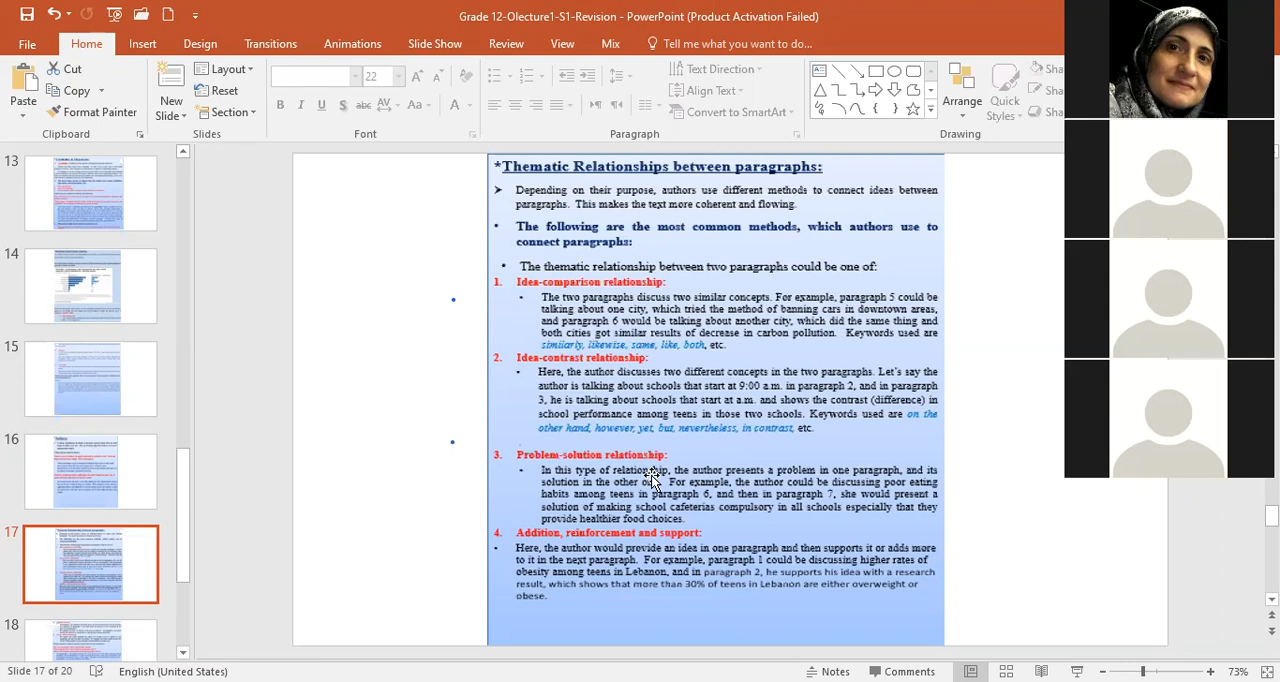 Grade 12-Olecture1-S1-Revision - PowerPoint (Product Activation Failed)
File Home Insert Design Transitions Animations Slide Show Review View Mix Tell me what you want to do...
Paste
Cut
Copy
Format Painter
Clipboard
New
Slide
Layout
Reset
Section
Slides
22
B I U S abc AV Aa A
Font
Text Direction
Align Text
Convert to SmartArt
Paragraph
Arrange
Quick
Styles
Sha
Sha
Sha
Drawing
13
14
15
16
17
18
*Thematic Relationships between paragraphs:
Depending on their purpose, authors use different methods to connect ideas between
paragraphs. This makes the text more coherent and flowing.
The following are the most common methods, which authors use to
connect paragraphs:
The thematic relationship between two paragraphs could be one of:
1. Idea-comparison relationship:
The two paragraphs discuss two similar concepts. For example, paragraph 5 could be
talking about one city, which tried the method of banning cars in downtown areas,
and paragraph 6 would be talking about another city, which did the same thing and
both cities got similar results of decrease in carbon pollution. Keywords used are
similarly, likewise, same, like, both, etc.
2. Idea-contrast relationship:
Here, the author discusses two different concepts in the two paragraphs. Let's say the
author is talking about schools that start at 9:00 a.m. in paragraph 2, and in paragraph
3, he is talking about schools that start at a.m. and shows the contrast (difference) in
school performance among teens in those two schools. Keywords used are on the
other hand, however, yet, but, nevertheless, in contrast, etc.
3. Problem-solution relationship:
In this type of relationship, the author presents a problem in one paragraph, and its
solution in the other For example, the author could be discussing poor eating
habits among teens in paragraph 6, and then in paragraph 7, she would present a
solution of making school cafeterias compulsory in all schools especially that they
provide healthier food choices.
4. Addition, reinforcement and support:
Here, the author would provide an idea in one paragraph and then supports it or adds more
to it in the next paragraph. For example, paragraph 1 could be discussing higher rates of
obesity among teens in Lebanon, and in paragraph 2, he supports his idea with a research
result, which shows that more than 30% of teens in Lebanon are either overweight or
obese.
Slide 17 of 20 English (United States) Notes Comments 73%